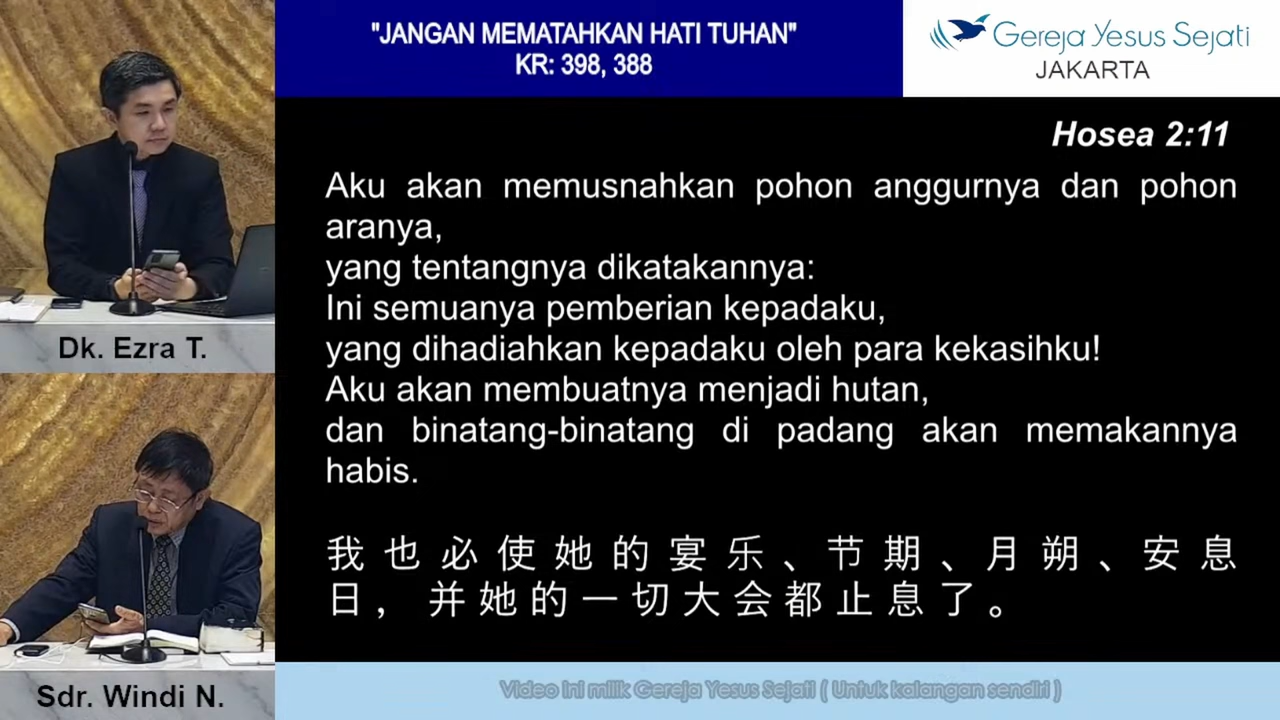 "JANGAN MEMATAHKAN HATI TUHAN"
KR: 398, 388
Gereja Yesus Sejati
JAKARTA
Hosea 2:11
Aku akan memusnahkan pohon anggurnya dan pohon
aranya,
yang tentangnya dikatakannya:
Ini semuanya pemberian kepadaku,
yang dihadiahkan kepadaku oleh para kekasihku!
Aku akan membuatnya menjadi hutan,
dan binatang-binatang di padang akan memakannya
habis.
我也必使她的宴乐、节期、月朔、安息
日，并她的一切大会都止息了。
Dk. Ezra T.
Sdr. Windi N.
Video ini milik Gereja Yesus Sejati ( Untuk kalangan sendiri )